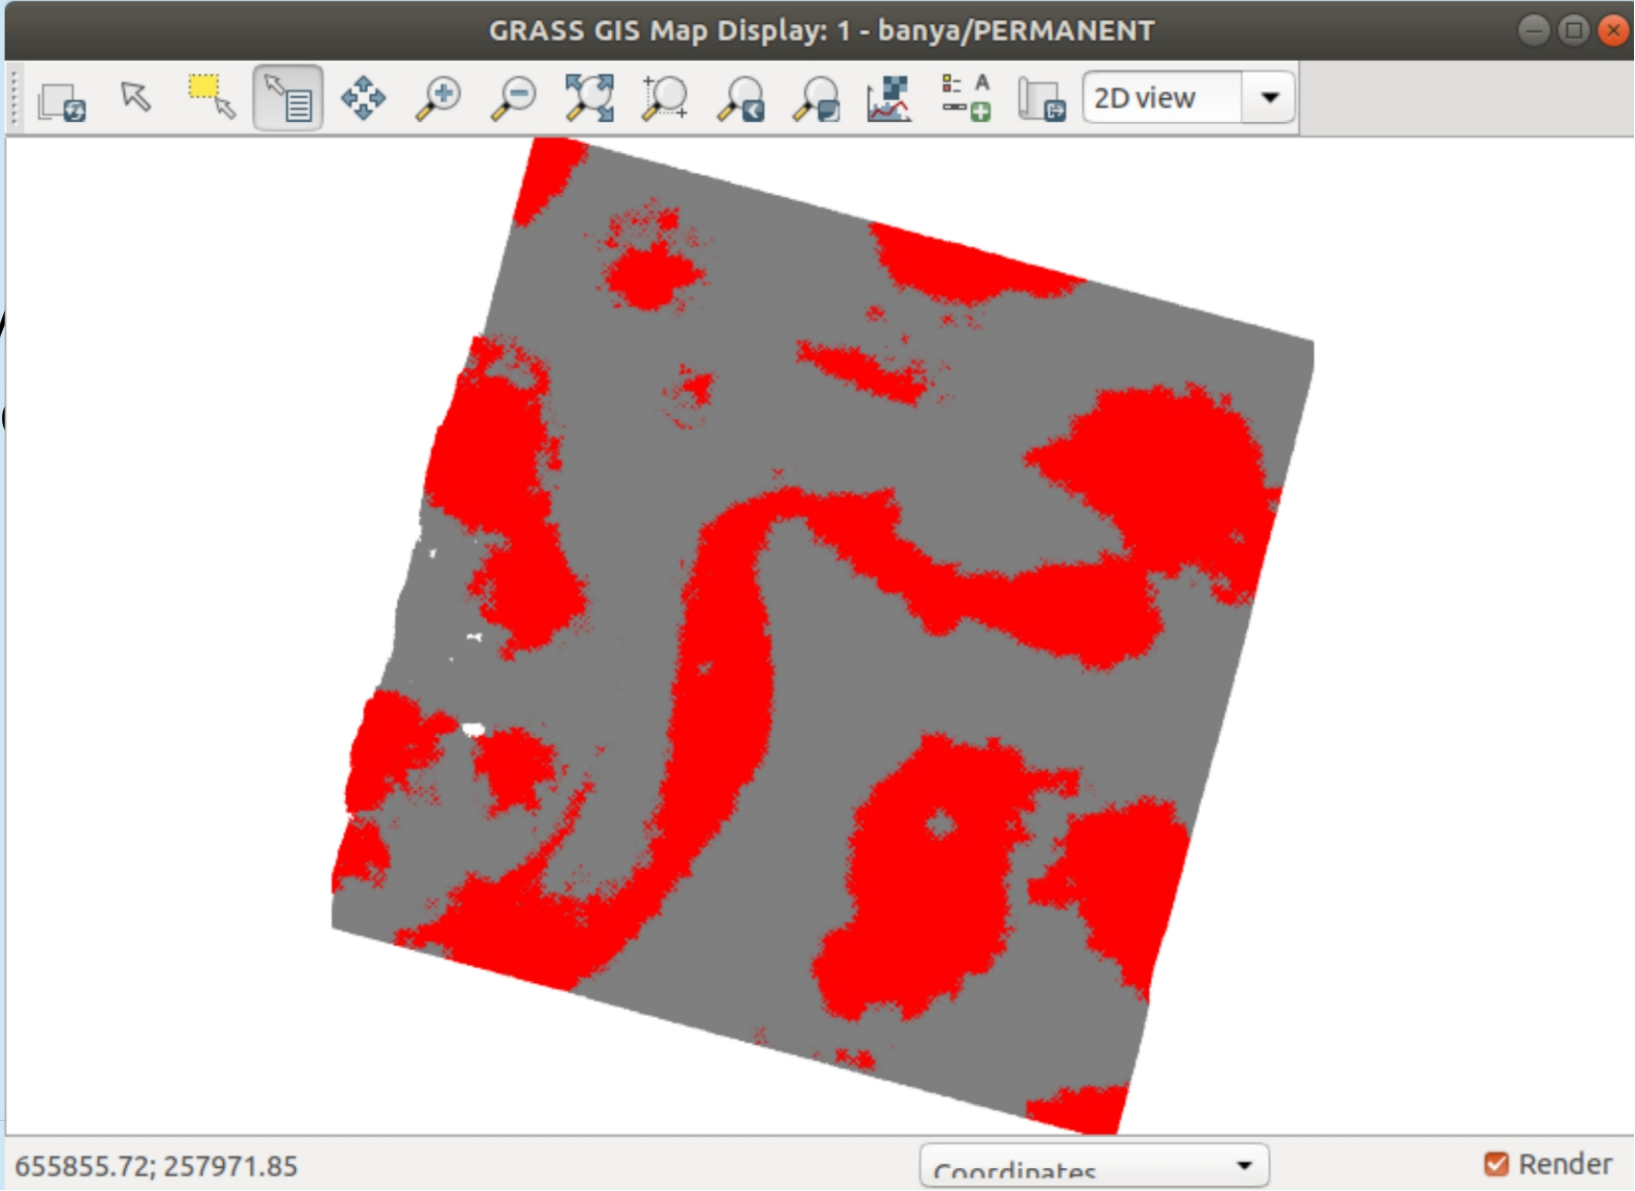 GRASS GIS Map Display: 1 - banya/PERMANENT
A
2D view
655855.72; 257971.85
Coordinates
Render